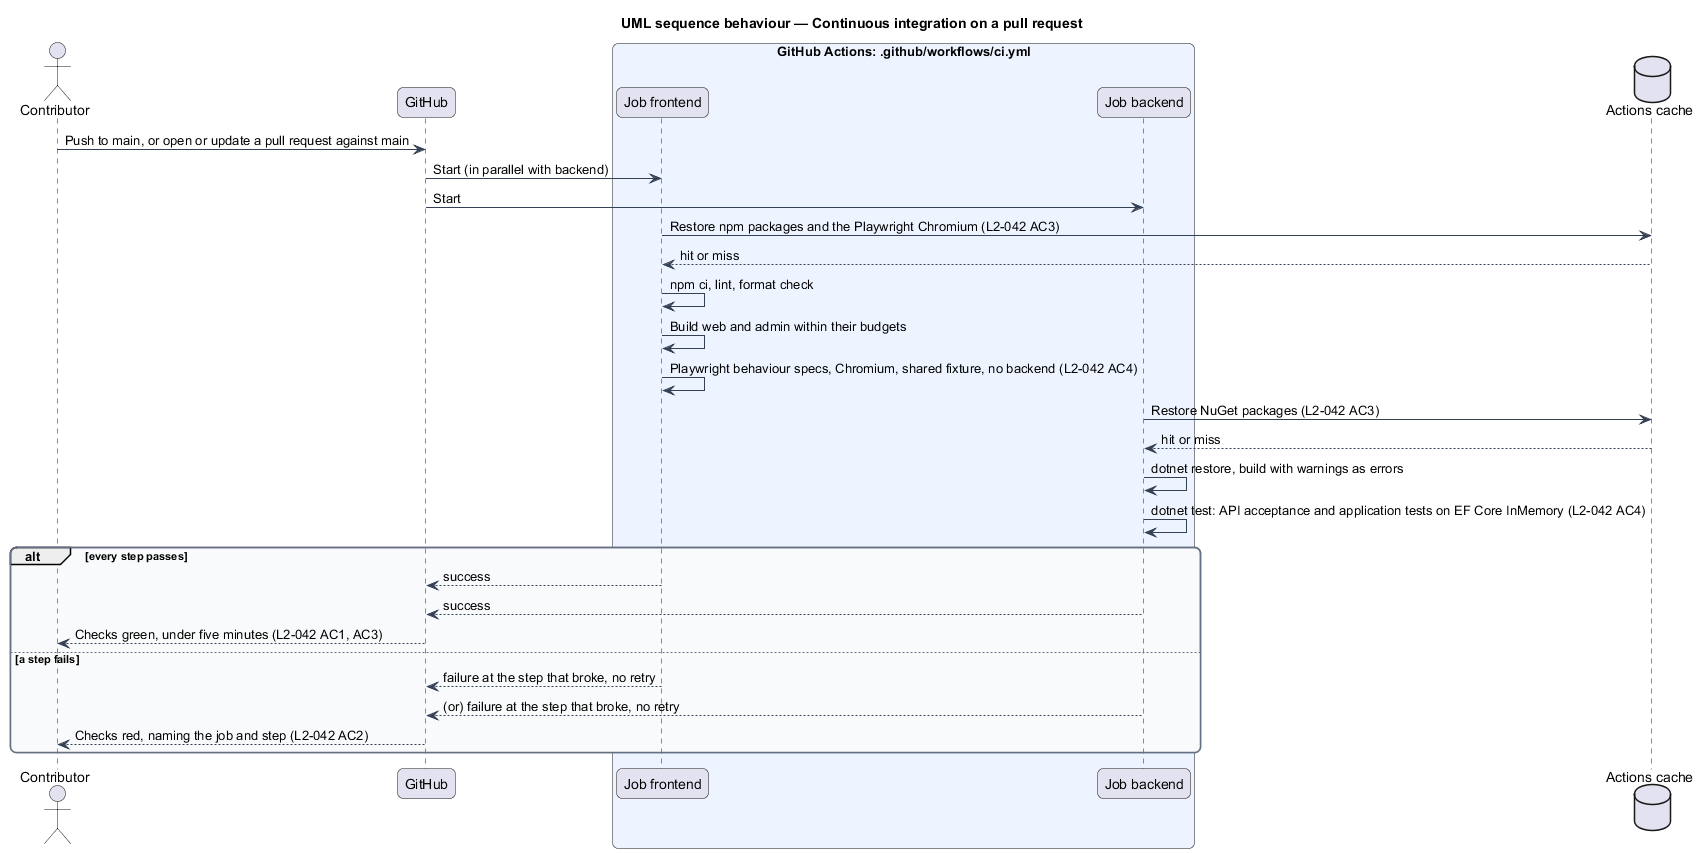 UML sequence behaviour — Continuous integration on a pull request
GitHub Actions: .github/workflows/ci.yml
Contributor
GitHub
Job frontend
Job backend
Actions cache
Push to main, or open or update a pull request against main
Start (in parallel with backend)
Start
Restore npm packages and the Playwright Chromium (L2-042 AC3)
hit or miss
npm ci, lint, format check
Build web and admin within their budgets
Playwright behaviour specs, Chromium, shared fixture, no backend (L2-042 AC4)
Restore NuGet packages (L2-042 AC3)
hit or miss
dotnet restore, build with warnings as errors
dotnet test: API acceptance and application tests on EF Core InMemory (L2-042 AC4)
alt [every step passes]
success
success
Checks green, under five minutes (L2-042 AC1, AC3)
[a step fails]
failure at the step that broke, no retry
(or) failure at the step that broke, no retry
Checks red, naming the job and step (L2-042 AC2)
Contributor
GitHub
Job frontend
Job backend
Actions cache